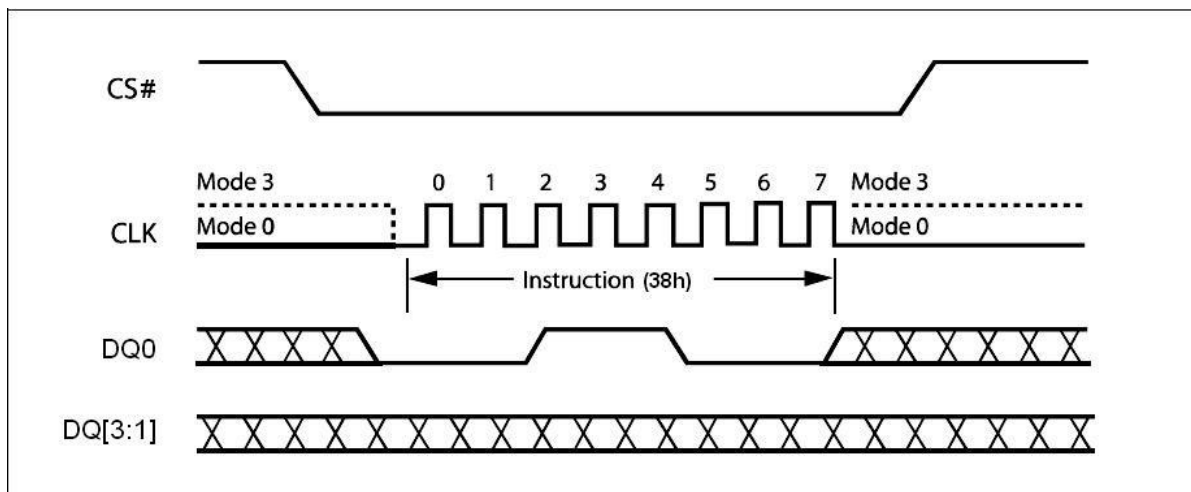 CS#
Mode 3 0 1 2 3 4 5 6 7 Mode 3
CLK Mode 0 Mode 0
Instruction (38h)
DQ0
DQ[3:1]